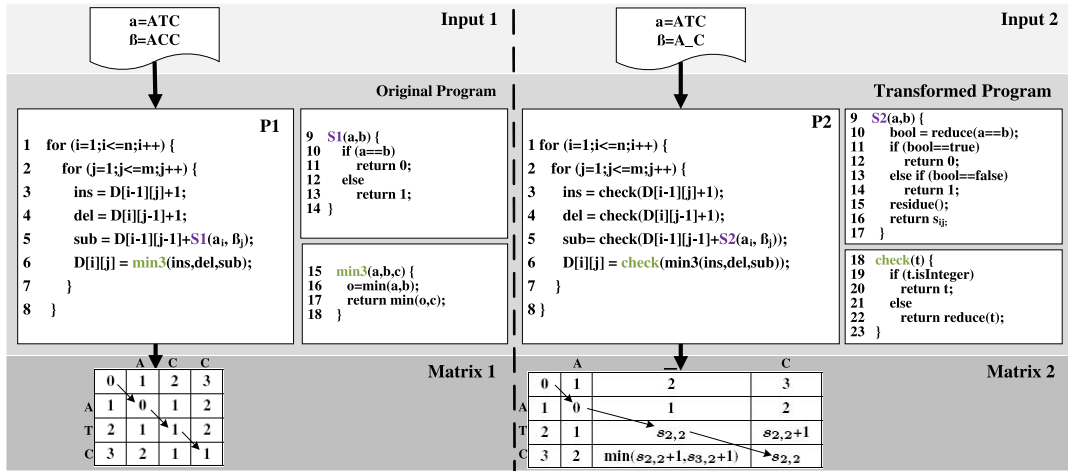 Input 1
a=ATC
ß=ACC
Original Program
P1
1 for (i=1;i<=n;i++) {
2 for (j=1;j<=m;j++) {
3 ins = D[i-1][j]+1;
4 del = D[i][j-1]+1;
5 sub = D[i-1][j-1]+S1(aᵢ, ßⱼ);
6 D[i][j] = min3(ins,del,sub);
7 }
8 }
9 S1(a,b) {
10 if (a==b)
11 return 0;
12 else
13 return 1;
14 }
15 min3(a,b,c) {
16 o=min(a,b);
17 return min(o,c);
18 }
Matrix 1
A C C
0 1 2 3
A 1 0 1 2
T 2 1 1 2
C 3 2 1 1
Input 2
a=ATC
ß=A_C
Transformed Program
P2
1 for (i=1;i<=n;i++) {
2 for (j=1;j<=m;j++) {
3 ins = check(D[i-1][j]+1);
4 del = check(D[i][j-1]+1);
5 sub= check(D[i-1][j-1]+S2(aᵢ, ßⱼ));
6 D[i][j] = check(min3(ins,del,sub));
7 }
8 }
9 S2(a,b) {
10 bool = reduce(a==b);
11 if (bool==true)
12 return 0;
13 else if (bool==false)
14 return 1;
15 residue();
16 return sᵢⱼ;
17 }
18 check(t) {
19 if (t.isInteger)
20 return t;
21 else
22 return reduce(t);
23 }
Matrix 2
A _ C
0 1 2 3
A 1 0 1 2
T 2 1 s₂,₂ s₂,₂+1
C 3 2 min(s₂,₂+1,s₃,₂+1) s₂,₂